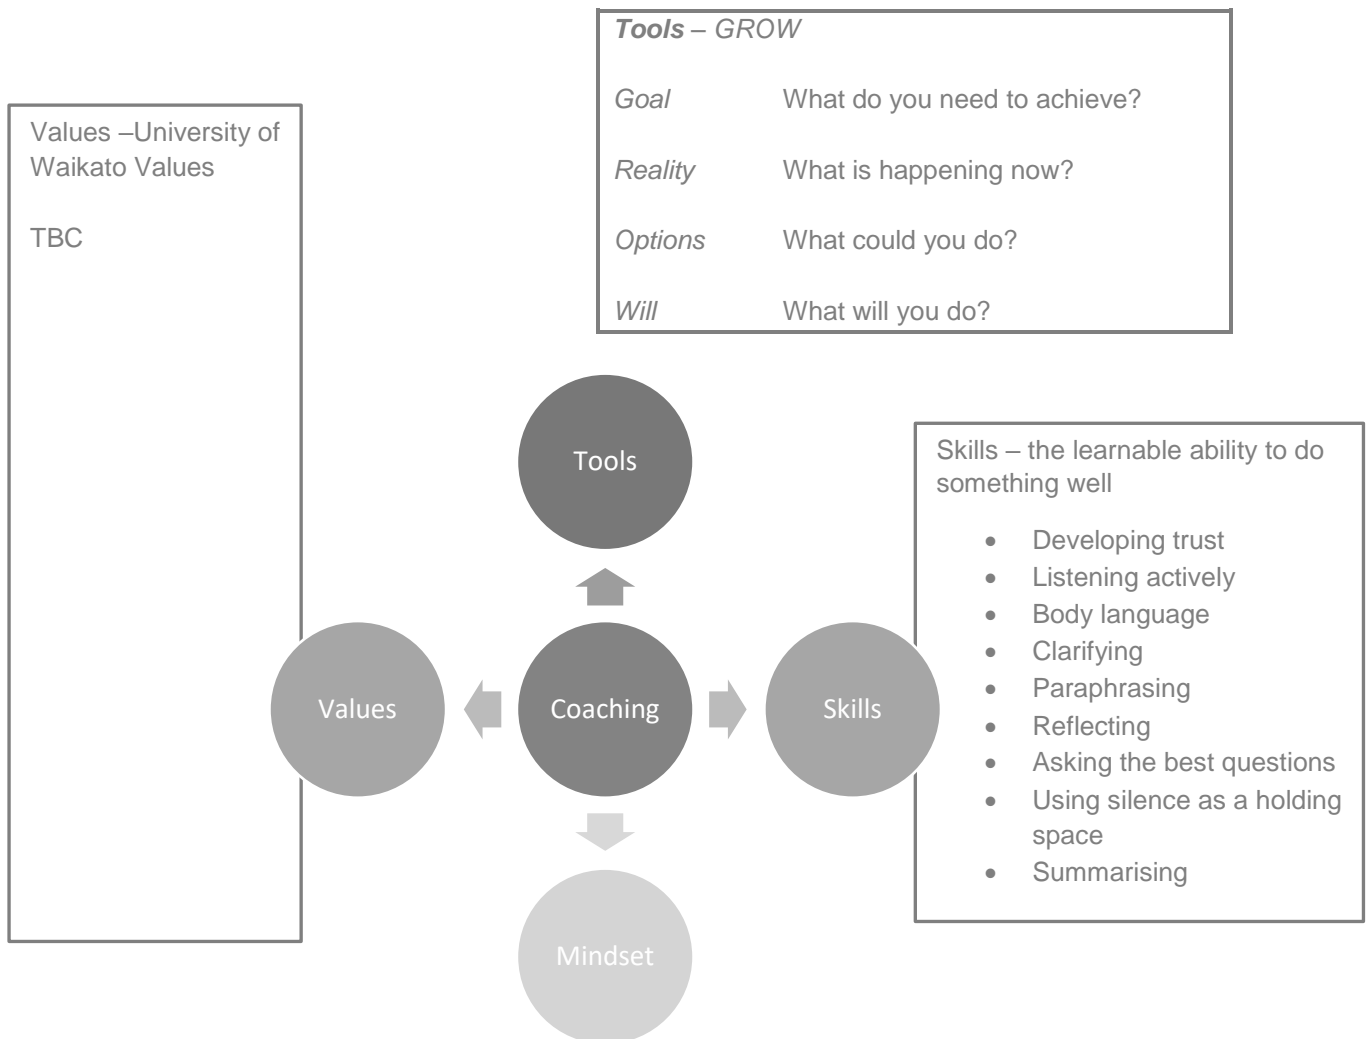 Tools – GROW
Goal What do you need to achieve?
Reality What is happening now?
Options What could you do?
Will What will you do?
Values –University of
Waikato Values
TBC
Tools
Skills – the learnable ability to do
something well
• Developing trust
• Listening actively
• Body language
• Clarifying
• Paraphrasing
• Reflecting
• Asking the best questions
• Using silence as a holding
space
• Summarising
Values
Coaching
Skills
Mindset